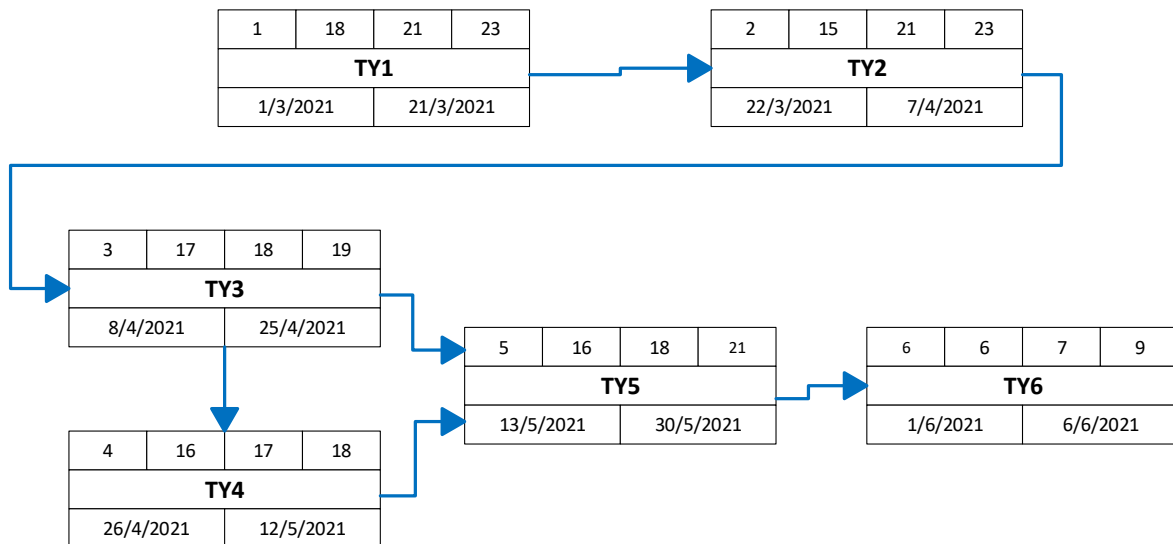 1 18 21 23
TY1
1/3/2021 21/3/2021
2 15 21 23
TY2
22/3/2021 7/4/2021
3 17 18 19
TY3
8/4/2021 25/4/2021
4 16 17 18
TY4
26/4/2021 12/5/2021
5 16 18 21
TY5
13/5/2021 30/5/2021
6 6 7 9
TY6
1/6/2021 6/6/2021